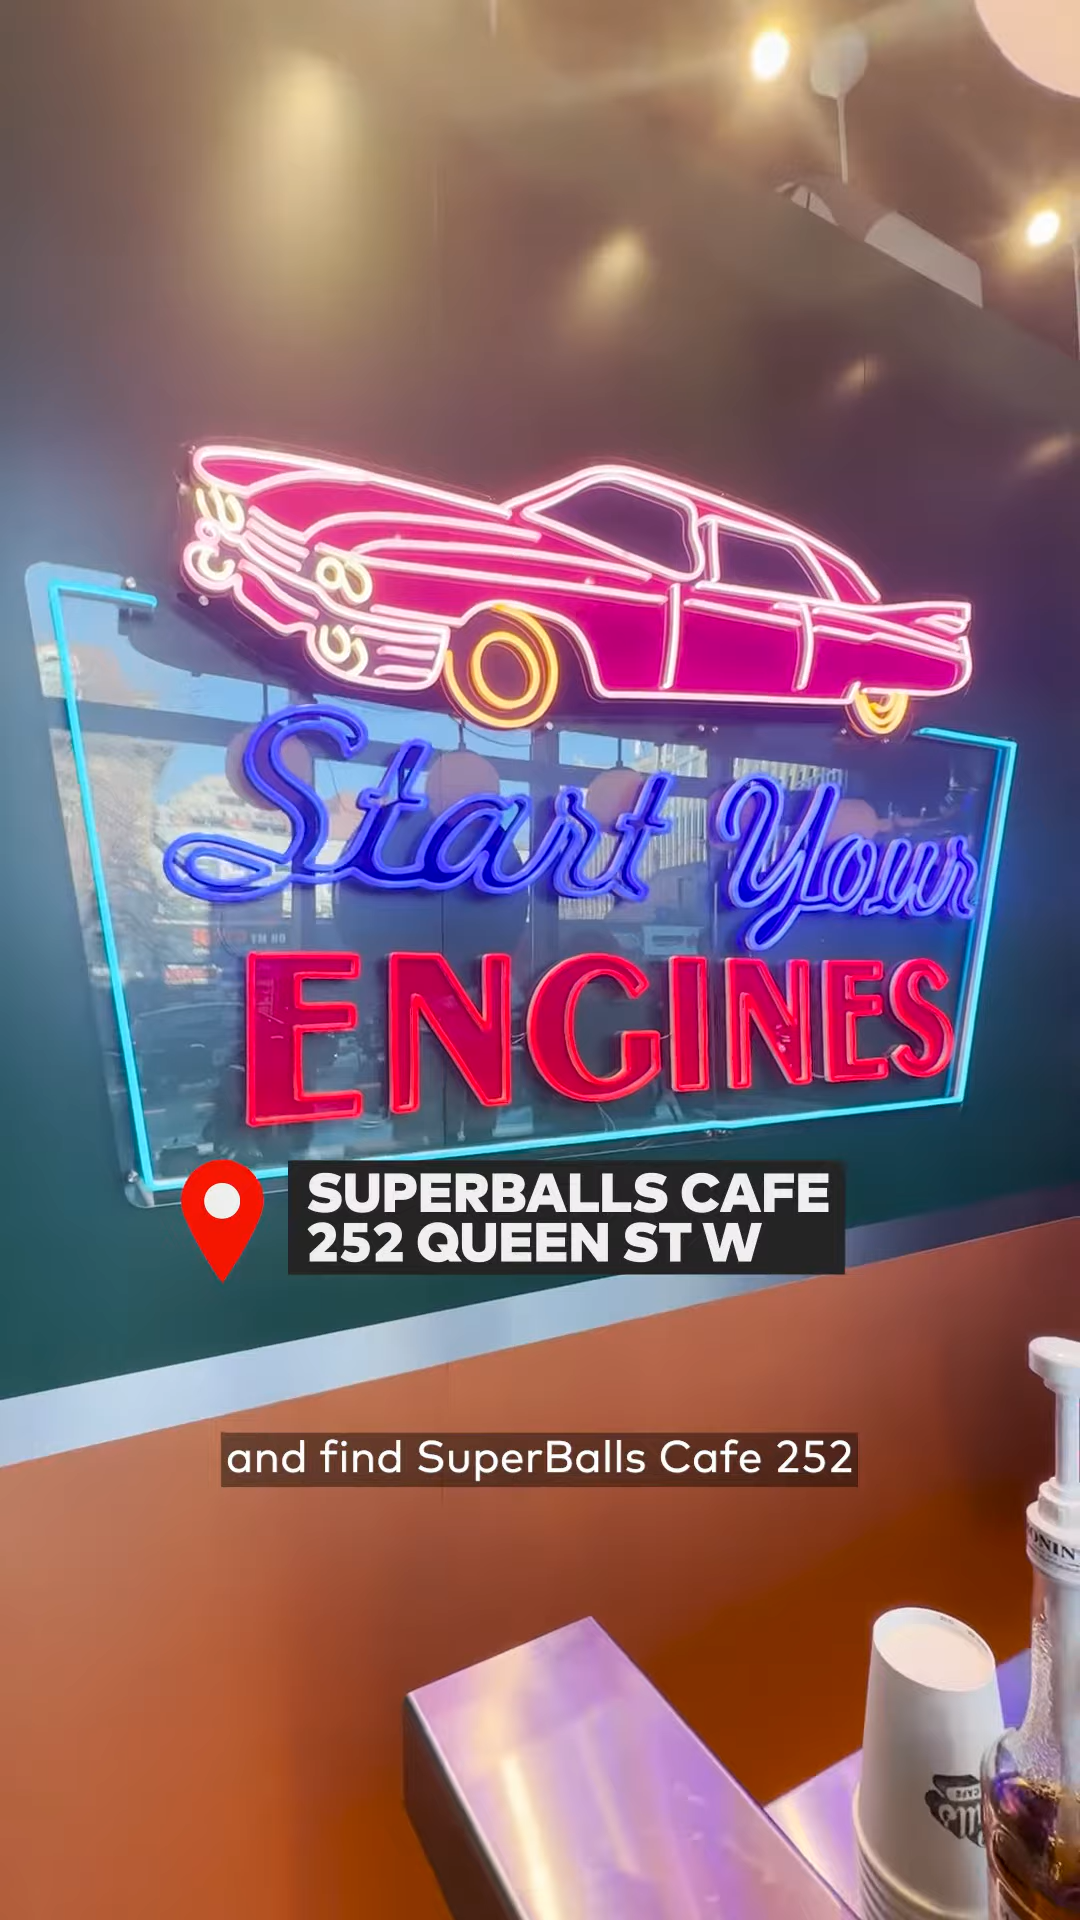 Start Your
ENGINES
SUPERBALLS CAFE
252 QUEEN ST W
and find SuperBalls Cafe 252